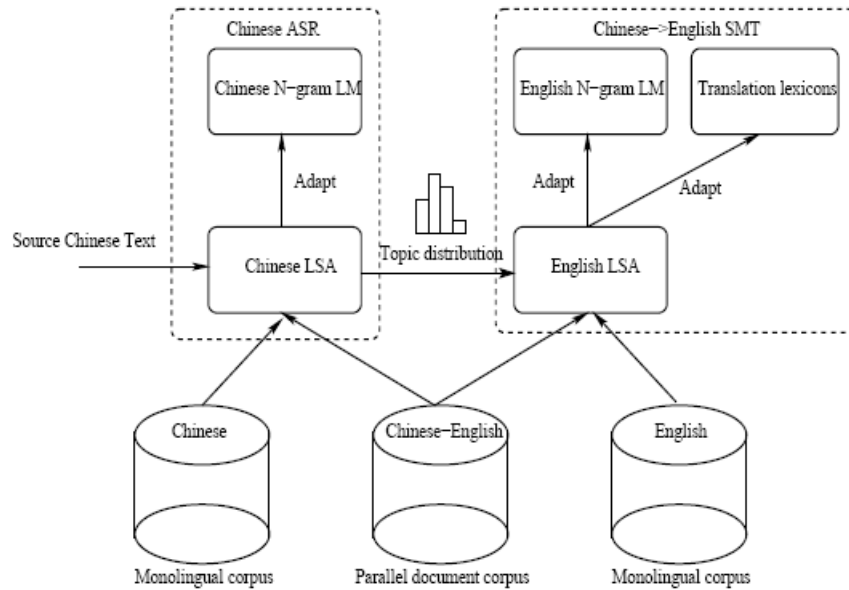 Chinese ASR
Chinese->English SMT
Chinese N-gram LM
English N-gram LM
Translation lexicons
Adapt
Adapt
Adapt
Source Chinese Text
Chinese LSA
Topic distribution
English LSA
Chinese
Chinese-English
English
Monolingual corpus
Parallel document corpus
Monolingual corpus